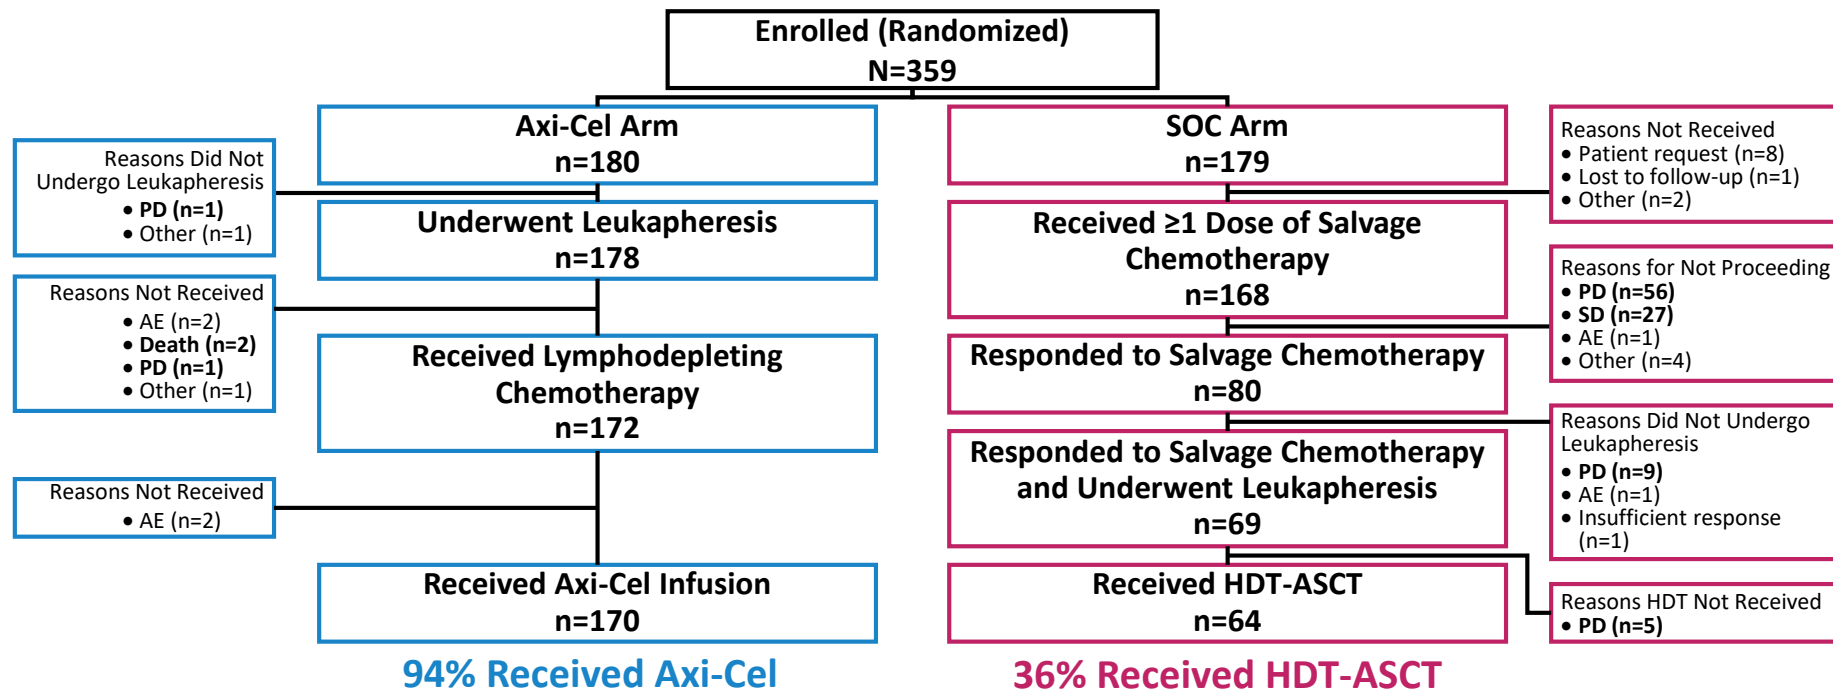 Enrolled (Randomized)
N=359
Axi-Cel Arm
n=180
Reasons Did Not
Undergo Leukapheresis
• PD (n=1)
• Other (n=1)
Underwent Leukapheresis
n=178
Reasons Not Received
• AE (n=2)
• Death (n=2)
• PD (n=1)
• Other (n=1)
Received Lymphodepleting
Chemotherapy
n=172
Reasons Not Received
• AE (n=2)
Received Axi-Cel Infusion
n=170
94% Received Axi-Cel
SOC Arm
n=179
Reasons Not Received
• Patient request (n=8)
• Lost to follow-up (n=1)
• Other (n=2)
Received ≥1 Dose of Salvage
Chemotherapy
n=168
Reasons for Not Proceeding
• PD (n=56)
• SD (n=27)
• AE (n=1)
• Other (n=4)
Responded to Salvage Chemotherapy
n=80
Reasons Did Not Undergo
Leukapheresis
• PD (n=9)
• AE (n=1)
• Insufficient response
(n=1)
Responded to Salvage Chemotherapy
and Underwent Leukapheresis
n=69
Reasons HDT Not Received
• PD (n=5)
Received HDT-ASCT
n=64
36% Received HDT-ASCT